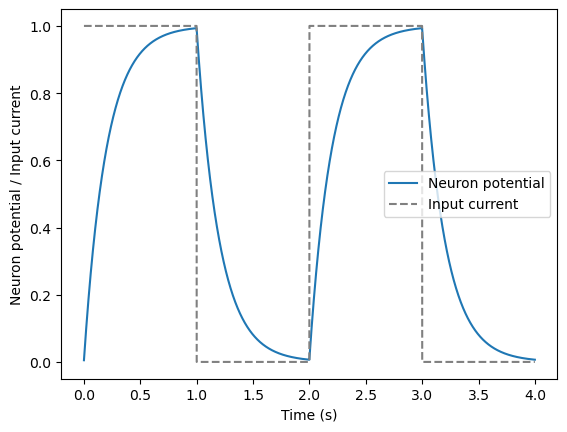 1.0
0.8
0.6
0.4
0.2
0.0
Neuron potential / Input current
Neuron potential
Input current
0.0 0.5 1.0 1.5 2.0 2.5 3.0 3.5 4.0
Time (s)